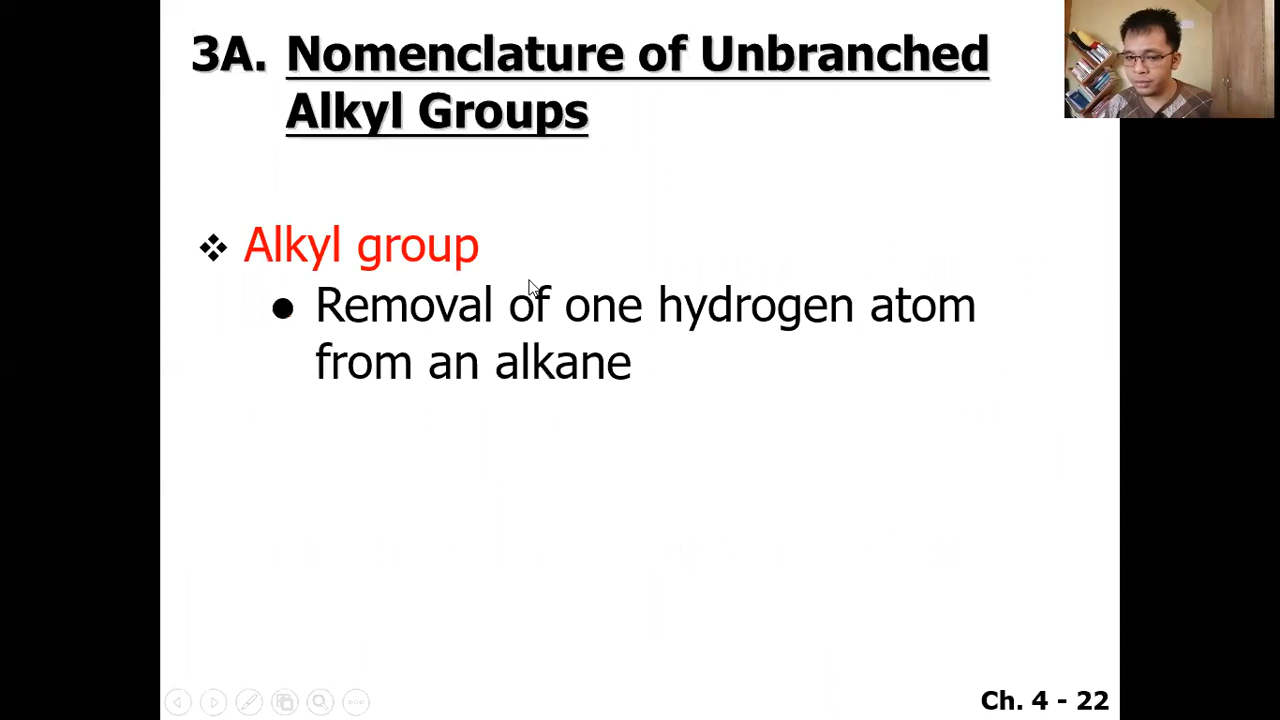 3A. Nomenclature of Unbranched
Alkyl Groups
❖ Alkyl group
● Removal of one hydrogen atom
from an alkane
Ch. 4 - 22